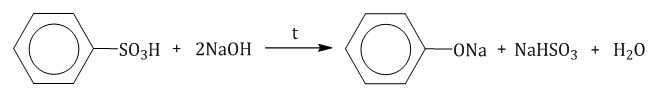 t
SO₃H + 2NaOH ONa + NaHSO₃ + H₂O